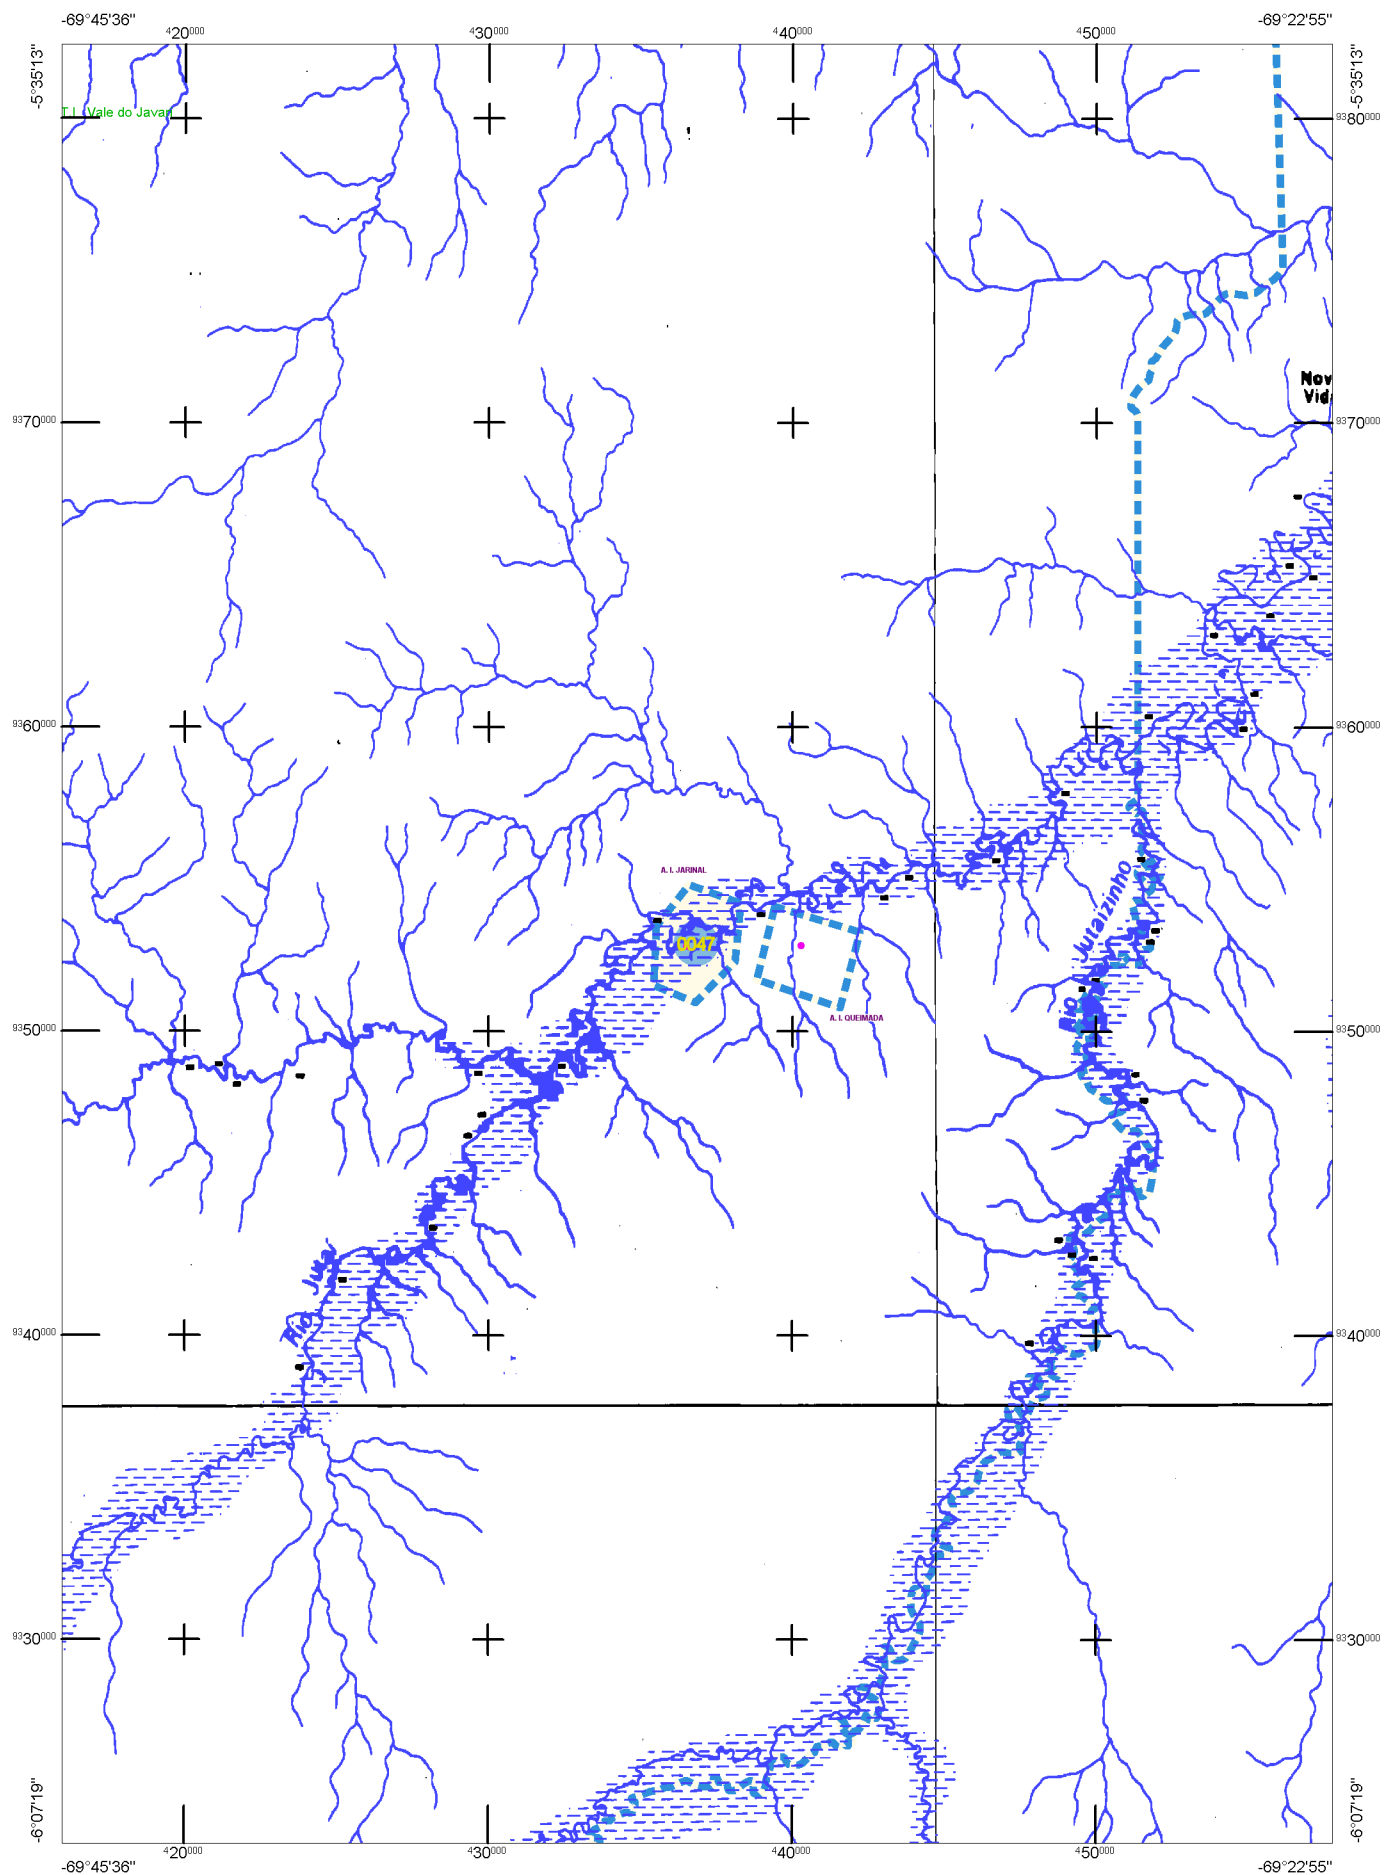 -69°45'36" -69°22'55"
420000 430000 440000 450000
-5°35'13" -5°35'13"
T.I. Vale do Javari
9380000
Nov
Vid
9370000 9370000
9360000 9360000
A. I. JARINAL
Rio Jutaizinho
0047
A. I. QUEIMADA
9350000 9350000
Rio Jut
9340000 9340000
9330000 9330000
-6°07'19" -6°07'19"
420000 430000 440000 450000
-69°45'36" -69°22'55"